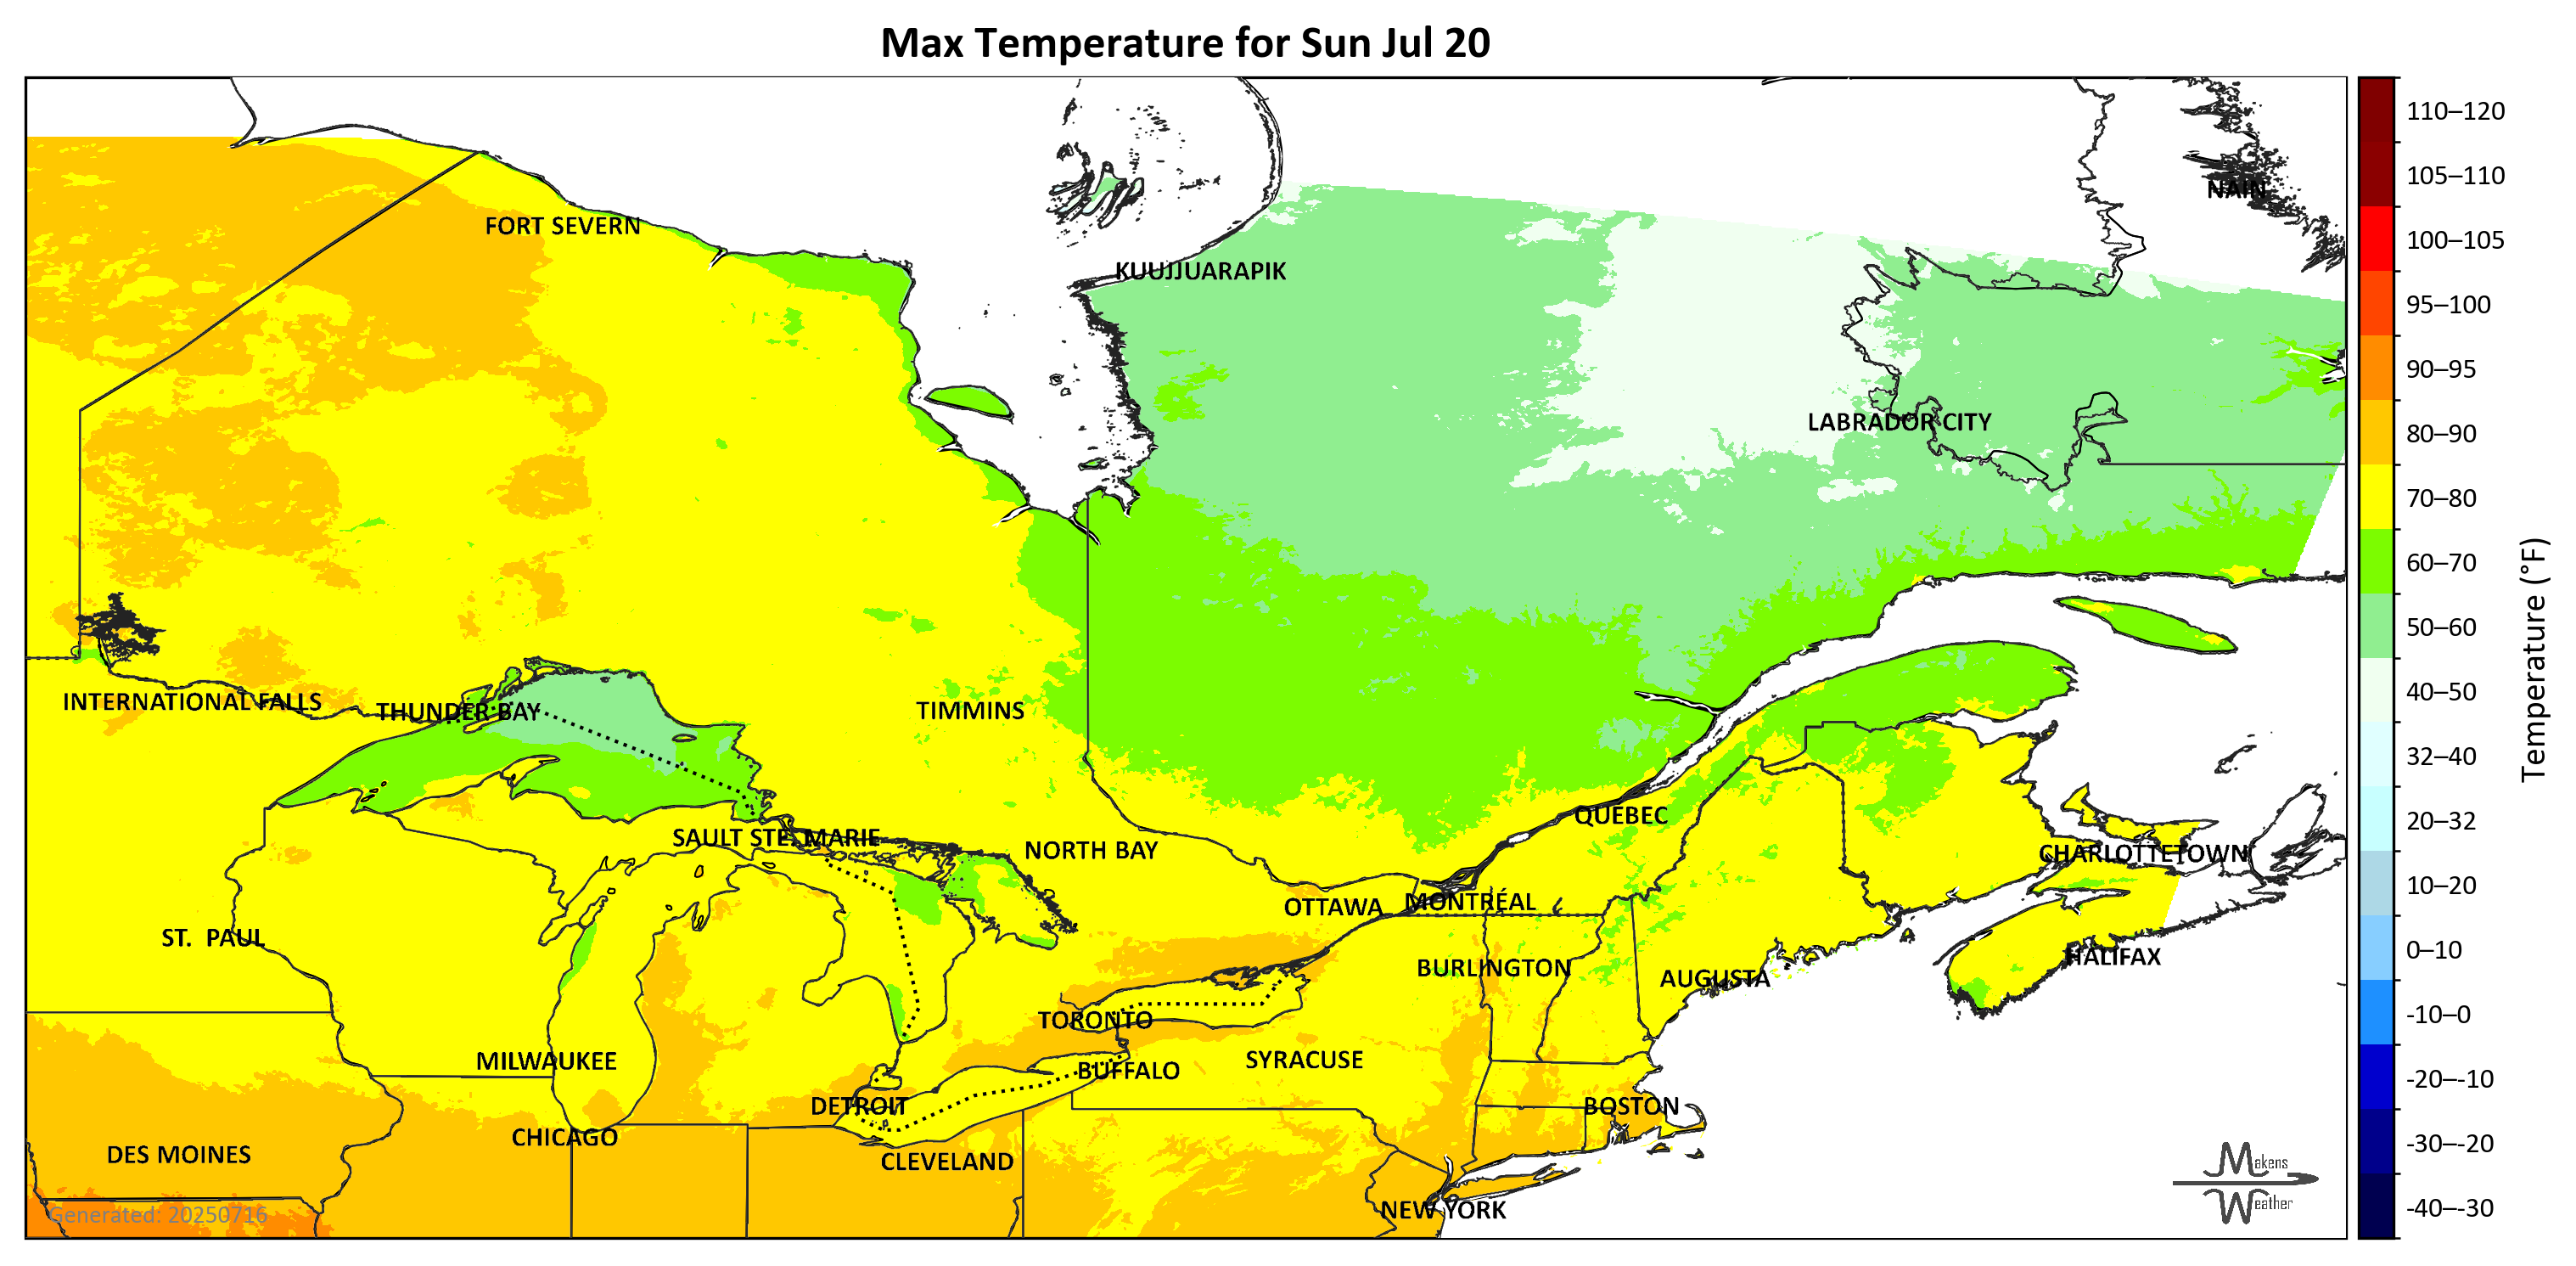 Max Temperature for Sun Jul 20
110–120
NAIN
105–110
FORT SEVERN
100–105
KUUJJUARAPIK
95–100
90–95
LABRADOR CITY
80–90
70–80
60–70
Temperature (°F)
50–60
INTERNATIONAL FALLS
THUNDER BAY
TIMMINS
40–50
32–40
QUEBEC
20–32
SAULT STE. MARIE
NORTH BAY
CHARLOTTETOWN
10–20
OTTAWA
MONTRÉAL
ST. PAUL
0–10
BURLINGTON
HALIFAX
AUGUSTA
-10–0
TORONTO
MILWAUKEE
SYRACUSE
BUFFALO
-20–-10
DETROIT
BOSTON
CHICAGO
-30–-20
DES MOINES
CLEVELAND
Makens
Weather
NEW YORK
-40–-30
Generated: 20250716